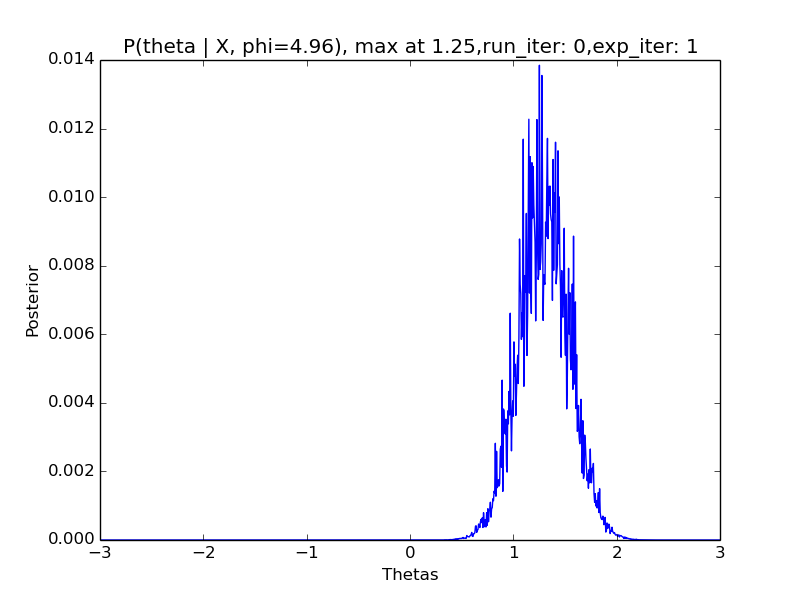 P(theta | X, phi=4.96), max at 1.25,run_iter: 0,exp_iter: 1
0.014
0.012
0.010
0.008
0.006
0.004
0.002
0.000
Posterior
−3 −2 −1 0 1 2 3
Thetas